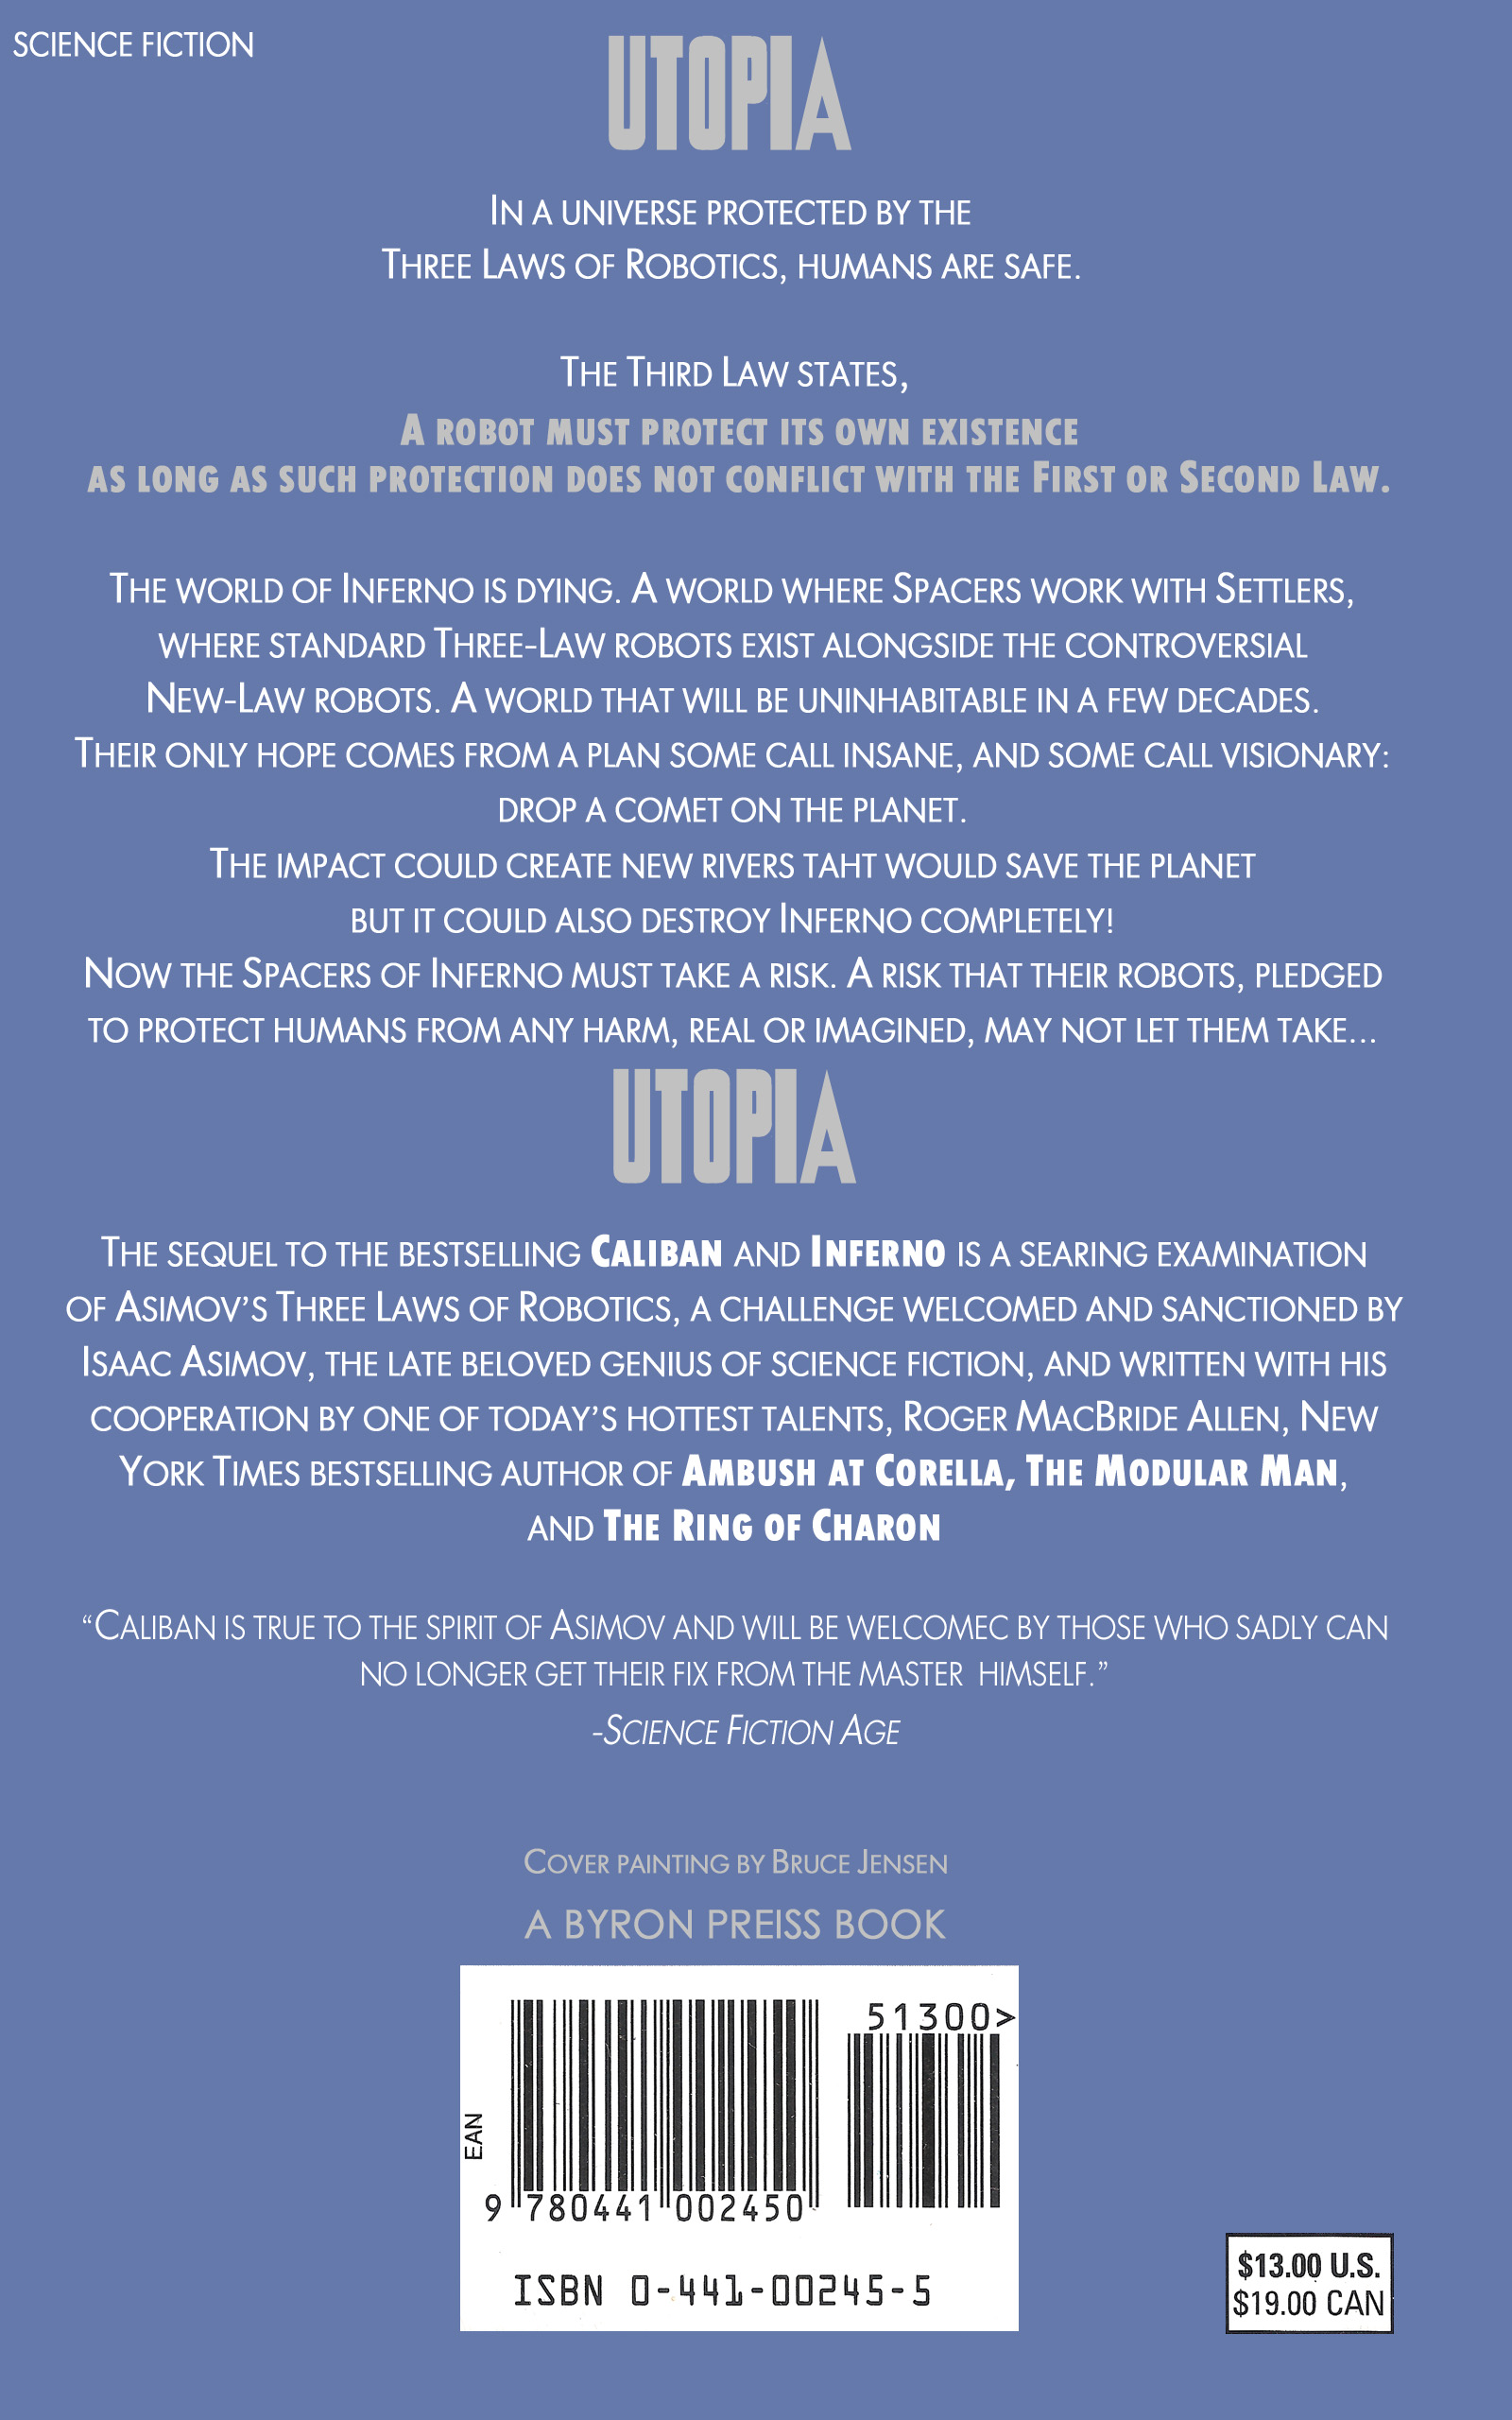 SCIENCE FICTION
UTOPIA
IN A UNIVERSE PROTECTED BY THE
THREE LAWS OF ROBOTICS, HUMANS ARE SAFE.
THE THIRD LAW STATES,
A ROBOT MUST PROTECT ITS OWN EXISTENCE
AS LONG AS SUCH PROTECTION DOES NOT CONFLICT WITH THE FIRST OR SECOND LAW.
THE WORLD OF INFERNO IS DYING. A WORLD WHERE SPACERS WORK WITH SETTLERS,
WHERE STANDARD THREE-LAW ROBOTS EXIST ALONGSIDE THE CONTROVERSIAL
NEW-LAW ROBOTS. A WORLD THAT WILL BE UNINHABITABLE IN A FEW DECADES.
THEIR ONLY HOPE COMES FROM A PLAN SOME CALL INSANE, AND SOME CALL VISIONARY:
DROP A COMET ON THE PLANET.
THE IMPACT COULD CREATE NEW RIVERS TAHT WOULD SAVE THE PLANET
BUT IT COULD ALSO DESTROY INFERNO COMPLETELY!
NOW THE SPACERS OF INFERNO MUST TAKE A RISK. A RISK THAT THEIR ROBOTS, PLEDGED
TO PROTECT HUMANS FROM ANY HARM, REAL OR IMAGINED, MAY NOT LET THEM TAKE...
UTOPIA
THE SEQUEL TO THE BESTSELLING CALIBAN AND INFERNO IS A SEARING EXAMINATION
OF ASIMOV'S THREE LAWS OF ROBOTICS, A CHALLENGE WELCOMED AND SANCTIONED BY
ISAAC ASIMOV, THE LATE BELOVED GENIUS OF SCIENCE FICTION, AND WRITTEN WITH HIS
COOPERATION BY ONE OF TODAY'S HOTTEST TALENTS, ROGER MACBRIDE ALLEN, NEW
YORK TIMES BESTSELLING AUTHOR OF AMBUSH AT CORELLA, THE MODULAR MAN,
AND THE RING OF CHARON
"CALIBAN IS TRUE TO THE SPIRIT OF ASIMOV AND WILL BE WELCOMEC BY THOSE WHO SADLY CAN
NO LONGER GET THEIR FIX FROM THE MASTER HIMSELF."
-SCIENCE FICTION AGE
COVER PAINTING BY BRUCE JENSEN
A BYRON PREISS BOOK
51300>
EAN
9 780441 002450
ISBN 0-441-00245-5
$13.00 U.S.
$19.00 CAN